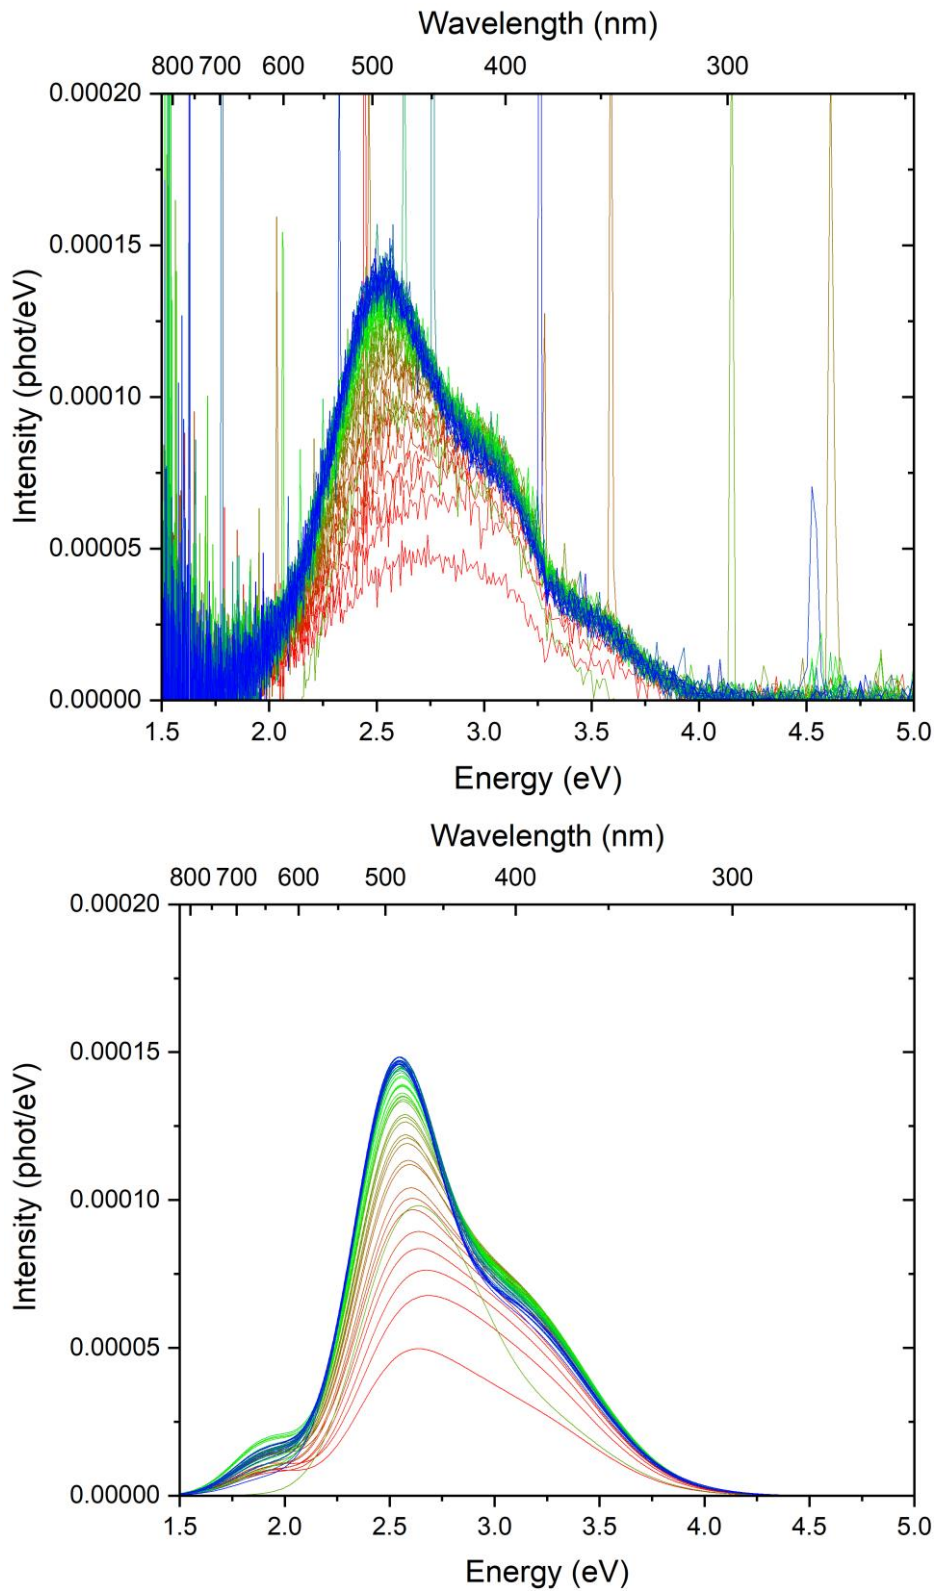 Wavelength (nm)
800 700 600 500 400 300
0.00020
0.00015
0.00010
0.00005
0.00000
Intensity (phot/eV)
1.5 2.0 2.5 3.0 3.5 4.0 4.5 5.0
Energy (eV)
Wavelength (nm)
800 700 600 500 400 300
0.00020
0.00015
0.00010
0.00005
0.00000
Intensity (phot/eV)
1.5 2.0 2.5 3.0 3.5 4.0 4.5 5.0
Energy (eV)